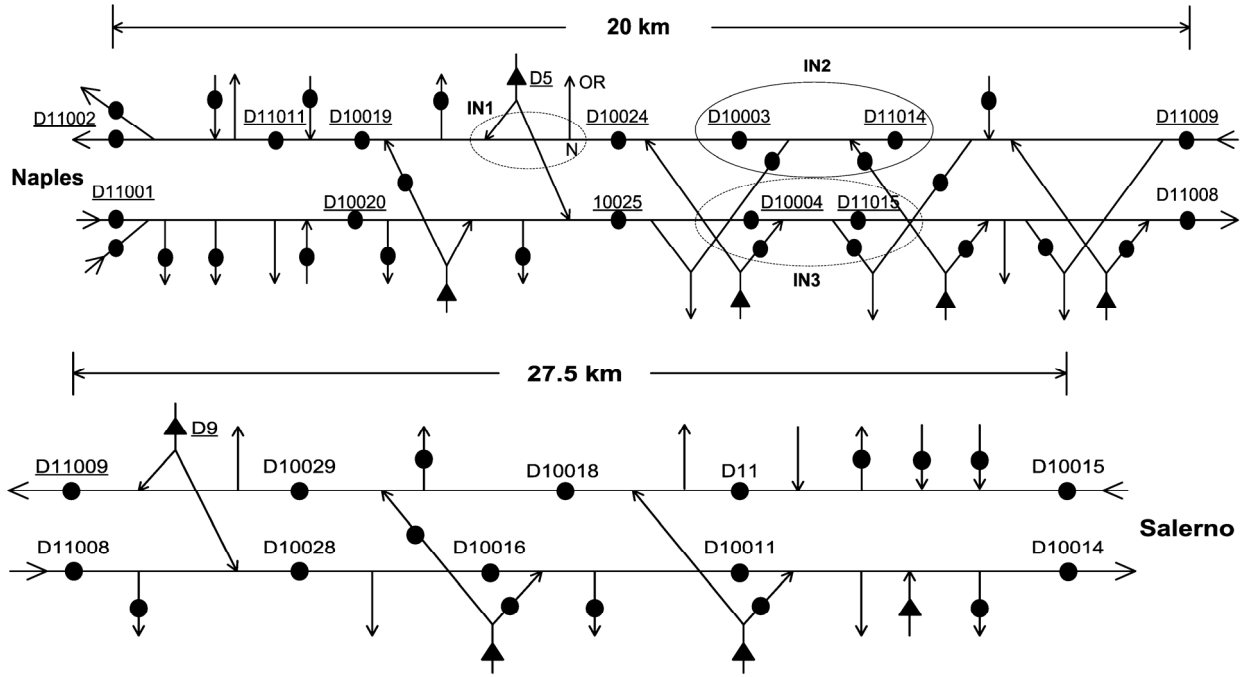 20 km
D5
OR
IN2
IN1
D11002
D11011
D10019
D10024
D10003
D11014
D11009
N
Naples
D11001
D10020
10025
D10004
D11015
D11008
IN3
27.5 km
D9
D11009
D10029
D10018
D11
D10015
Salerno
D11008
D10028
D10016
D10011
D10014